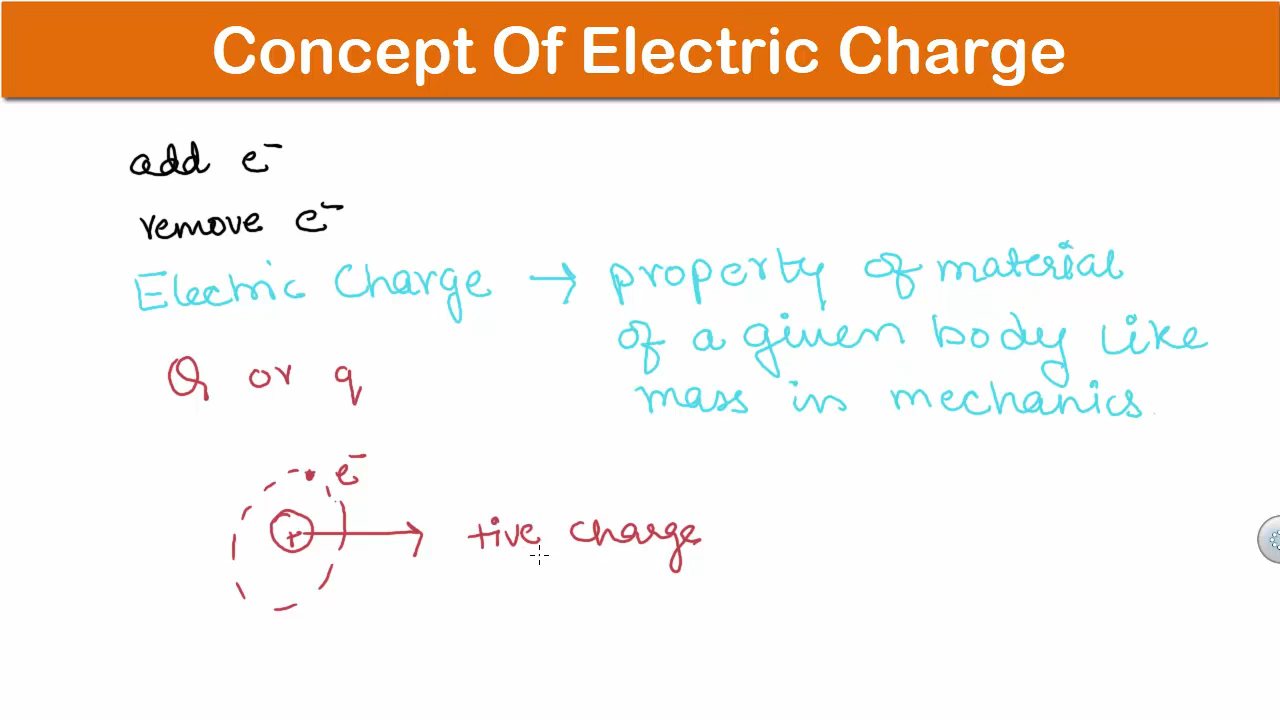 Concept Of Electric Charge
add e⁻
remove e⁻
Electric Charge → property of material
of a given body like
mass in mechanics.
Q or q
e⁻
+
+ive charge